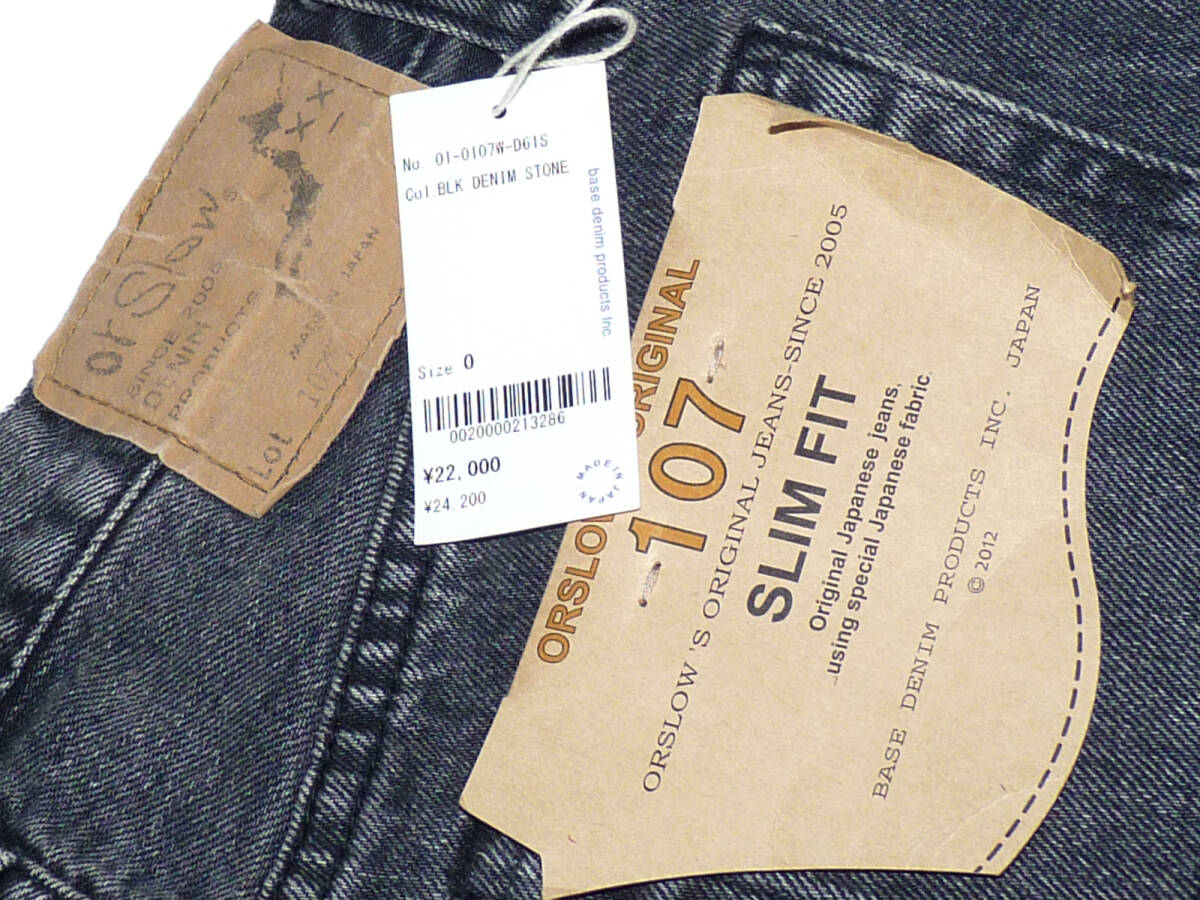 orSlow®
SINCE 2005
DENIM
PRODUCTS
XX
MADE JAPAN
Lot 107
No. 01-0107W-D61S
Col.BLK DENIM STONE
base denim products Inc.
Size 0
0020000213286
¥22,000
¥24,200
MADE IN JAPAN
ORSLOW ORIGINAL
107
ORSLOW'S ORIGINAL JEANS-SINCE 2005
SLIM FIT
Original Japanese jeans,
...using special Japanese fabric.
BASE DENIM PRODUCTS INC. JAPAN
© 2012